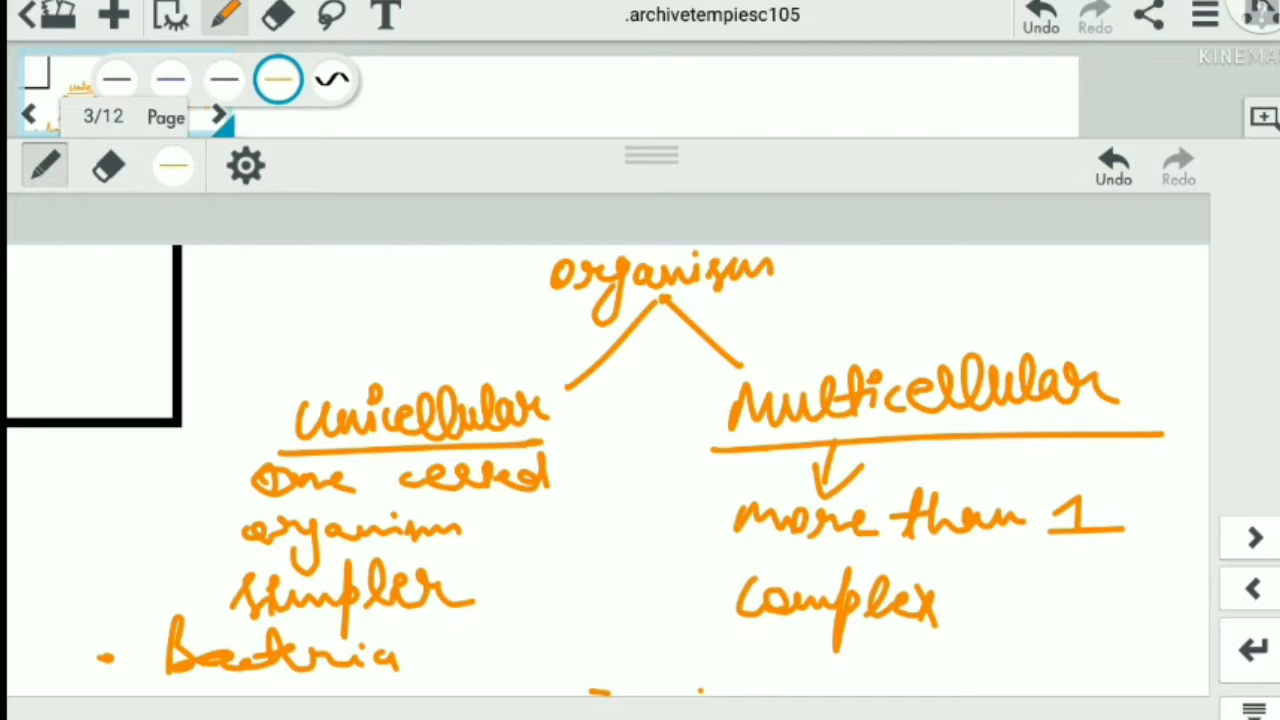 .archivetempiesc105
Undo Redo
KINEMA
3/12 Page
Undo Redo
organism
Unicellular Multicellular
One celled more than 1
organism
simpler complex
• Bacteria